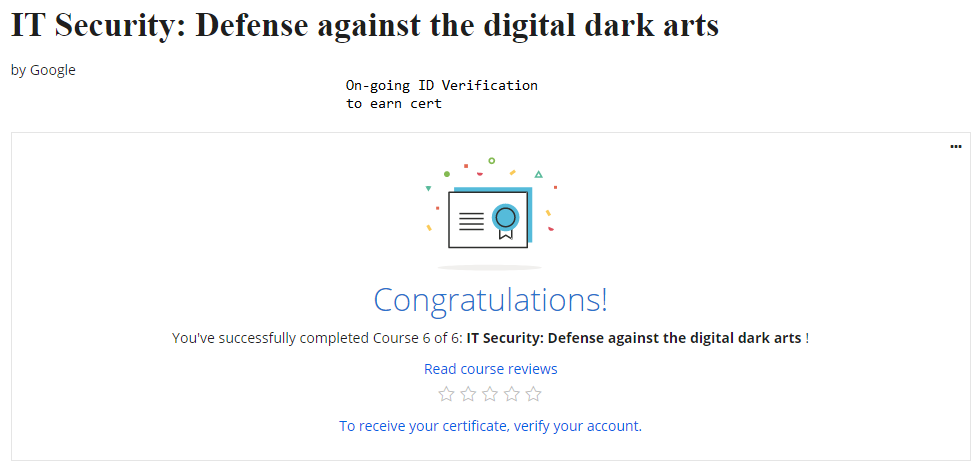 IT Security: Defense against the digital dark arts
by Google
On-going ID Verification
to earn cert
Congratulations!
You've successfully completed Course 6 of 6: IT Security: Defense against the digital dark arts !
Read course reviews
To receive your certificate, verify your account.